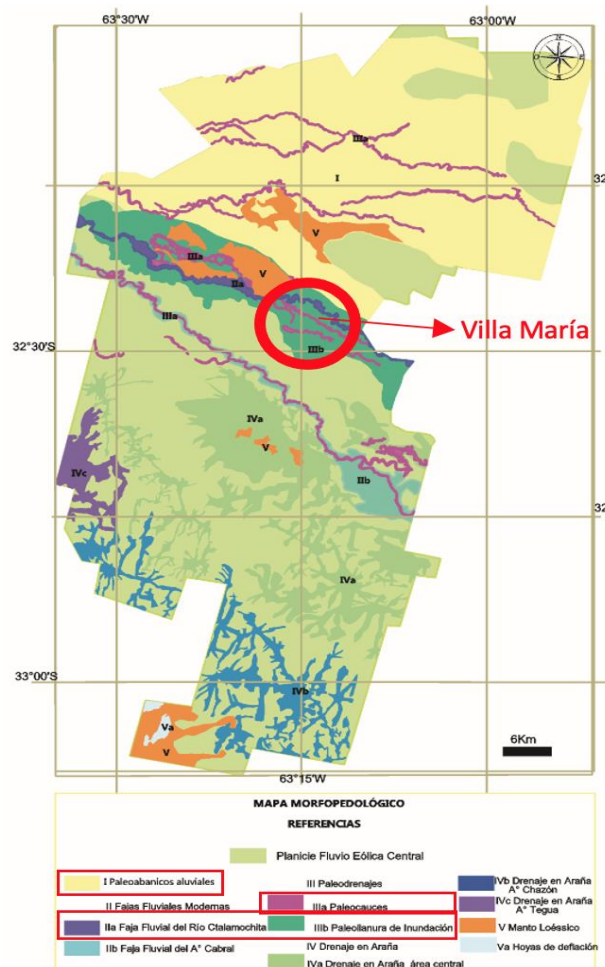 63°30'W
63°00'W
IIIa
I
32
V
IIIa
V
IIa
IIIa
Villa María
32°30'S
IIIb
IVa
V
IVc
IIb
32
IVa
33°00'S
IVb
Va
V
6Km
63°15'W
MAPA MORFOPEDOLÓGICO
REFERENCIAS
Planicie Fluvio Eólica Central
I Paleoabanicos aluviales
II Fajas Fluviales Modernas
IIa Faja Fluvial del Río Ctalamochita
IIb Faja Fluvial del A° Cabral
III Paleodrenajes
IIIa Paleocauces
IIIb Paleollanura de Inundación
IV Drenaje en Araña
IVa Drenaje en Araña área central
IVb Drenaje en Araña
A° Chazón
IVc Drenaje en Araña
A° Tegua
V Manto Loéssico
Va Hoyas de deflación